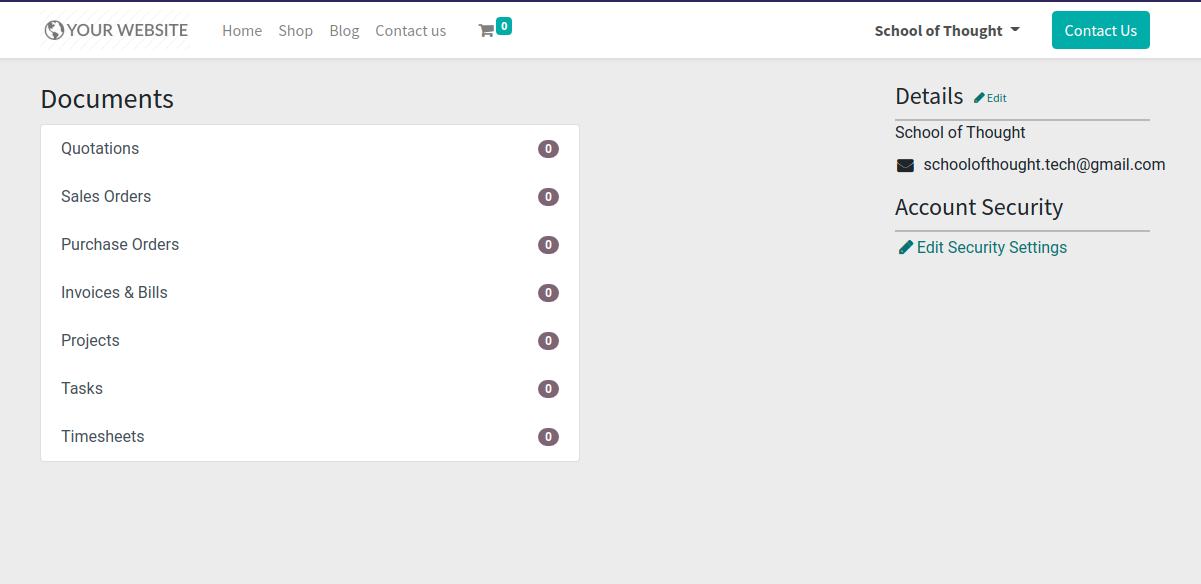 YOUR WEBSITE Home Shop Blog Contact us 0 School of Thought Contact Us
Documents
Quotations 0
Sales Orders 0
Purchase Orders 0
Invoices & Bills 0
Projects 0
Tasks 0
Timesheets 0
Details Edit
School of Thought
schoolofthought.tech@gmail.com
Account Security
Edit Security Settings